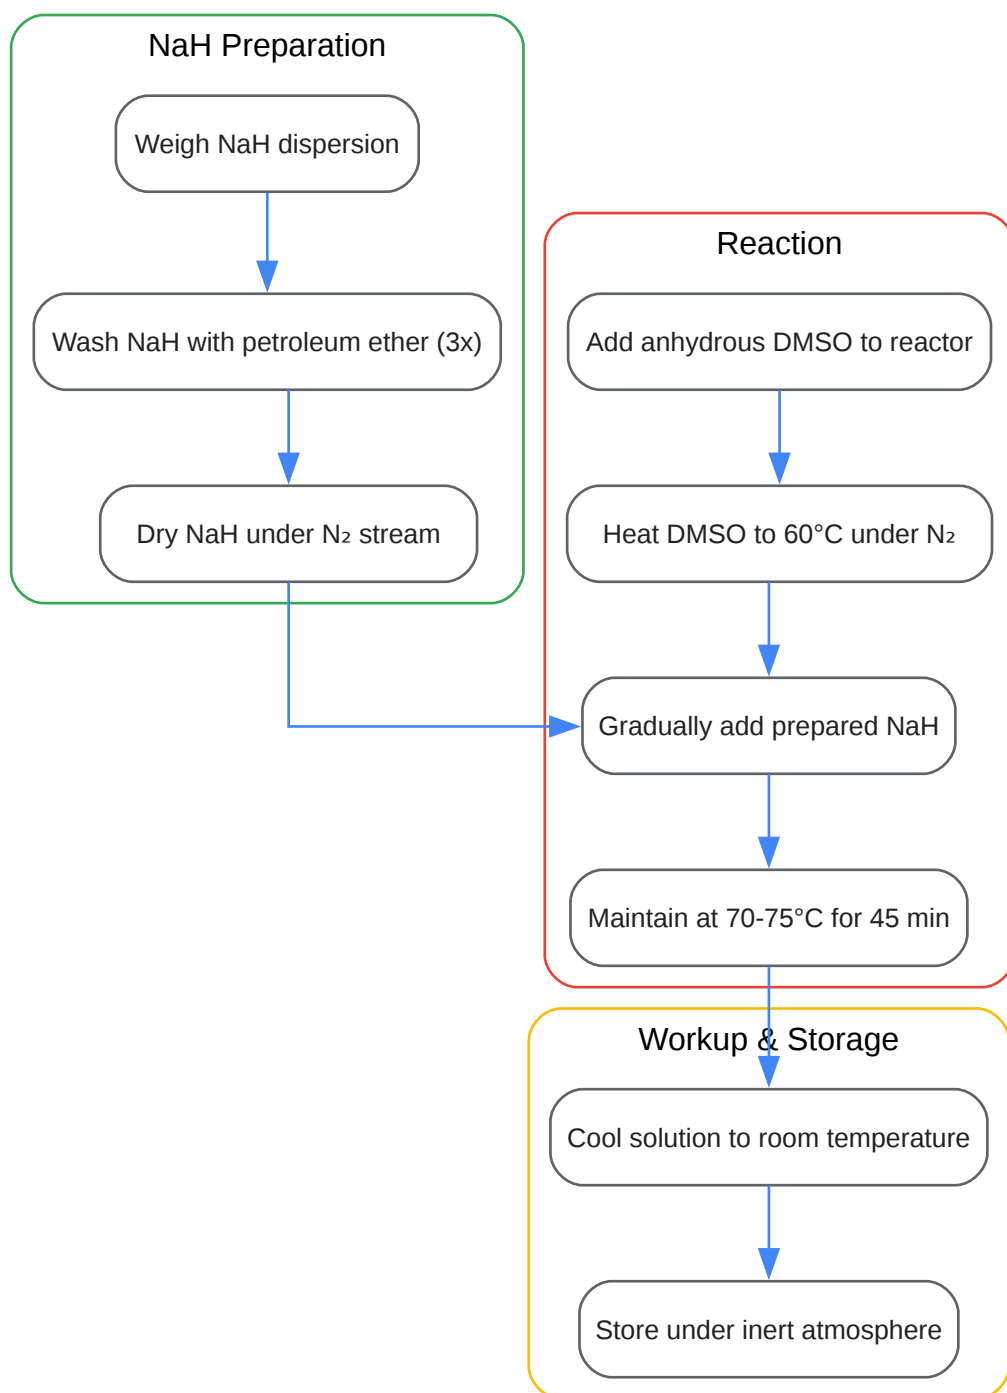 NaH Preparation
Weigh NaH dispersion
Wash NaH with petroleum ether (3x)
Dry NaH under N₂ stream
Reaction
Add anhydrous DMSO to reactor
Heat DMSO to 60°C under N₂
Gradually add prepared NaH
Maintain at 70-75°C for 45 min
Workup & Storage
Cool solution to room temperature
Store under inert atmosphere